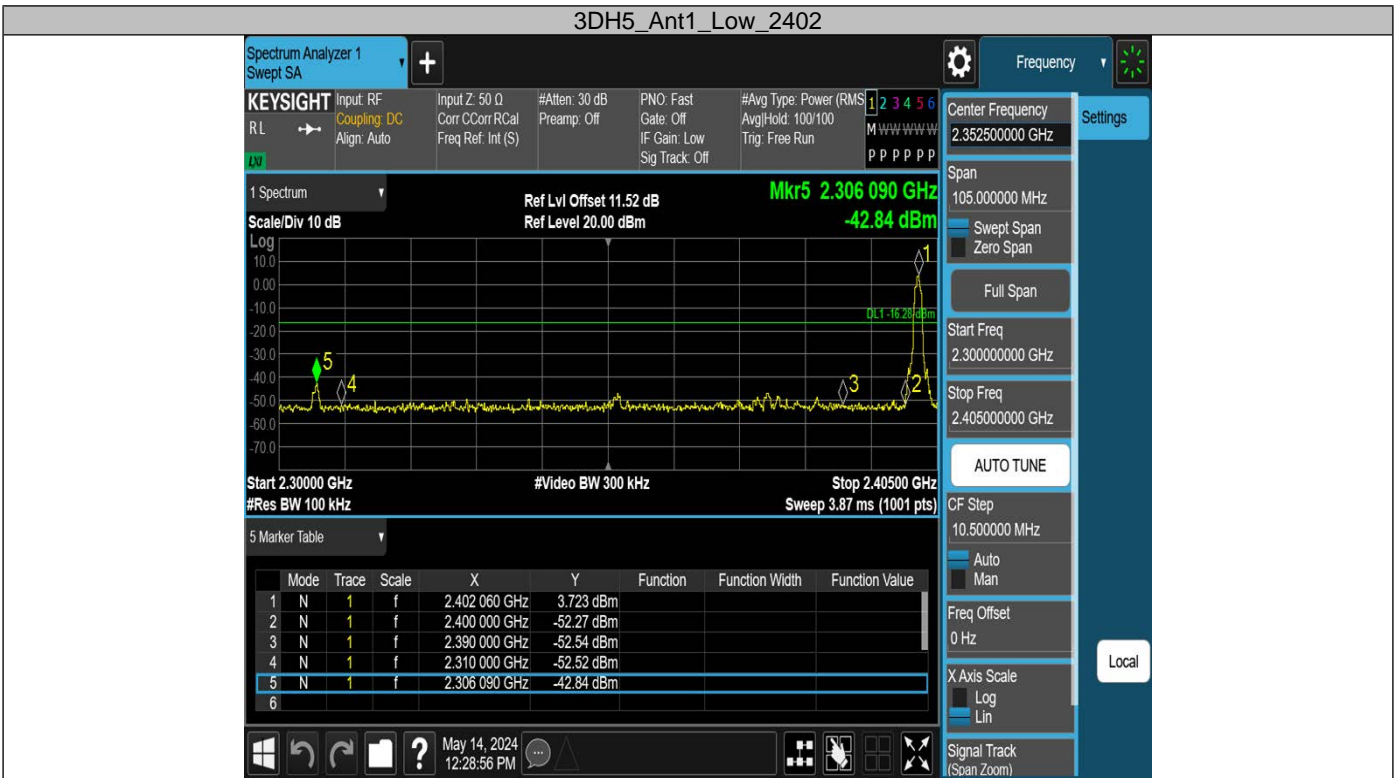 3DH5_Ant1_Low_2402
Spectrum Analyzer 1
Swept SA
+
Frequency
KEYSIGHT
RL
LXI
Input: RF
Coupling: DC
Align: Auto
Input Z: 50 Ω
Corr CCorr RCal
Freq Ref: Int (S)
#Atten: 30 dB
Preamp: Off
PNO: Fast
Gate: Off
IF Gain: Low
Sig Track: Off
#Avg Type: Power (RMS
Avg|Hold: 100/100
Trig: Free Run
1 2 3 4 5 6
M W W W W W
P P P P P P
Center Frequency
2.352500000 GHz
Settings
1 Spectrum
Scale/Div 10 dB
Ref Lvl Offset 11.52 dB
Ref Level 20.00 dBm
Mkr5 2.306 090 GHz
-42.84 dBm
Log
10.0
0.00
-10.0
-20.0
-30.0
-40.0
-50.0
-60.0
-70.0
DL1 -16.28 dBm
1
5
4
3
2
Start 2.30000 GHz
#Res BW 100 kHz
#Video BW 300 kHz
Stop 2.40500 GHz
Sweep 3.87 ms (1001 pts)
Span
105.000000 MHz
Swept Span
Zero Span
Full Span
Start Freq
2.300000000 GHz
Stop Freq
2.405000000 GHz
AUTO TUNE
CF Step
10.500000 MHz
Auto
Man
Freq Offset
0 Hz
X Axis Scale
Log
Lin
Signal Track
(Span Zoom)
Local
5 Marker Table
Mode Trace Scale X Y Function Function Width Function Value
1 N 1 f 2.402 060 GHz 3.723 dBm
2 N 1 f 2.400 000 GHz -52.27 dBm
3 N 1 f 2.390 000 GHz -52.54 dBm
4 N 1 f 2.310 000 GHz -52.52 dBm
5 N 1 f 2.306 090 GHz -42.84 dBm
6
?
May 14, 2024
12:28:56 PM